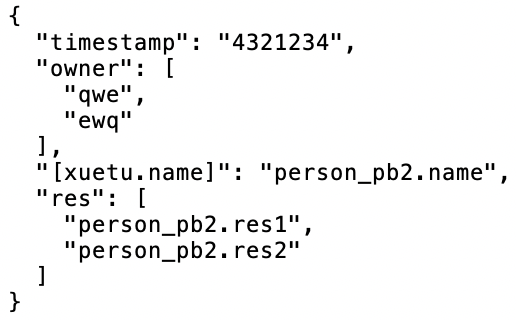 {
  "timestamp": "4321234",
  "owner": [
    "qwe",
    "ewq"
  ],
  "[xuetu.name]": "person_pb2.name",
  "res": [
    "person_pb2.res1",
    "person_pb2.res2"
  ]
}